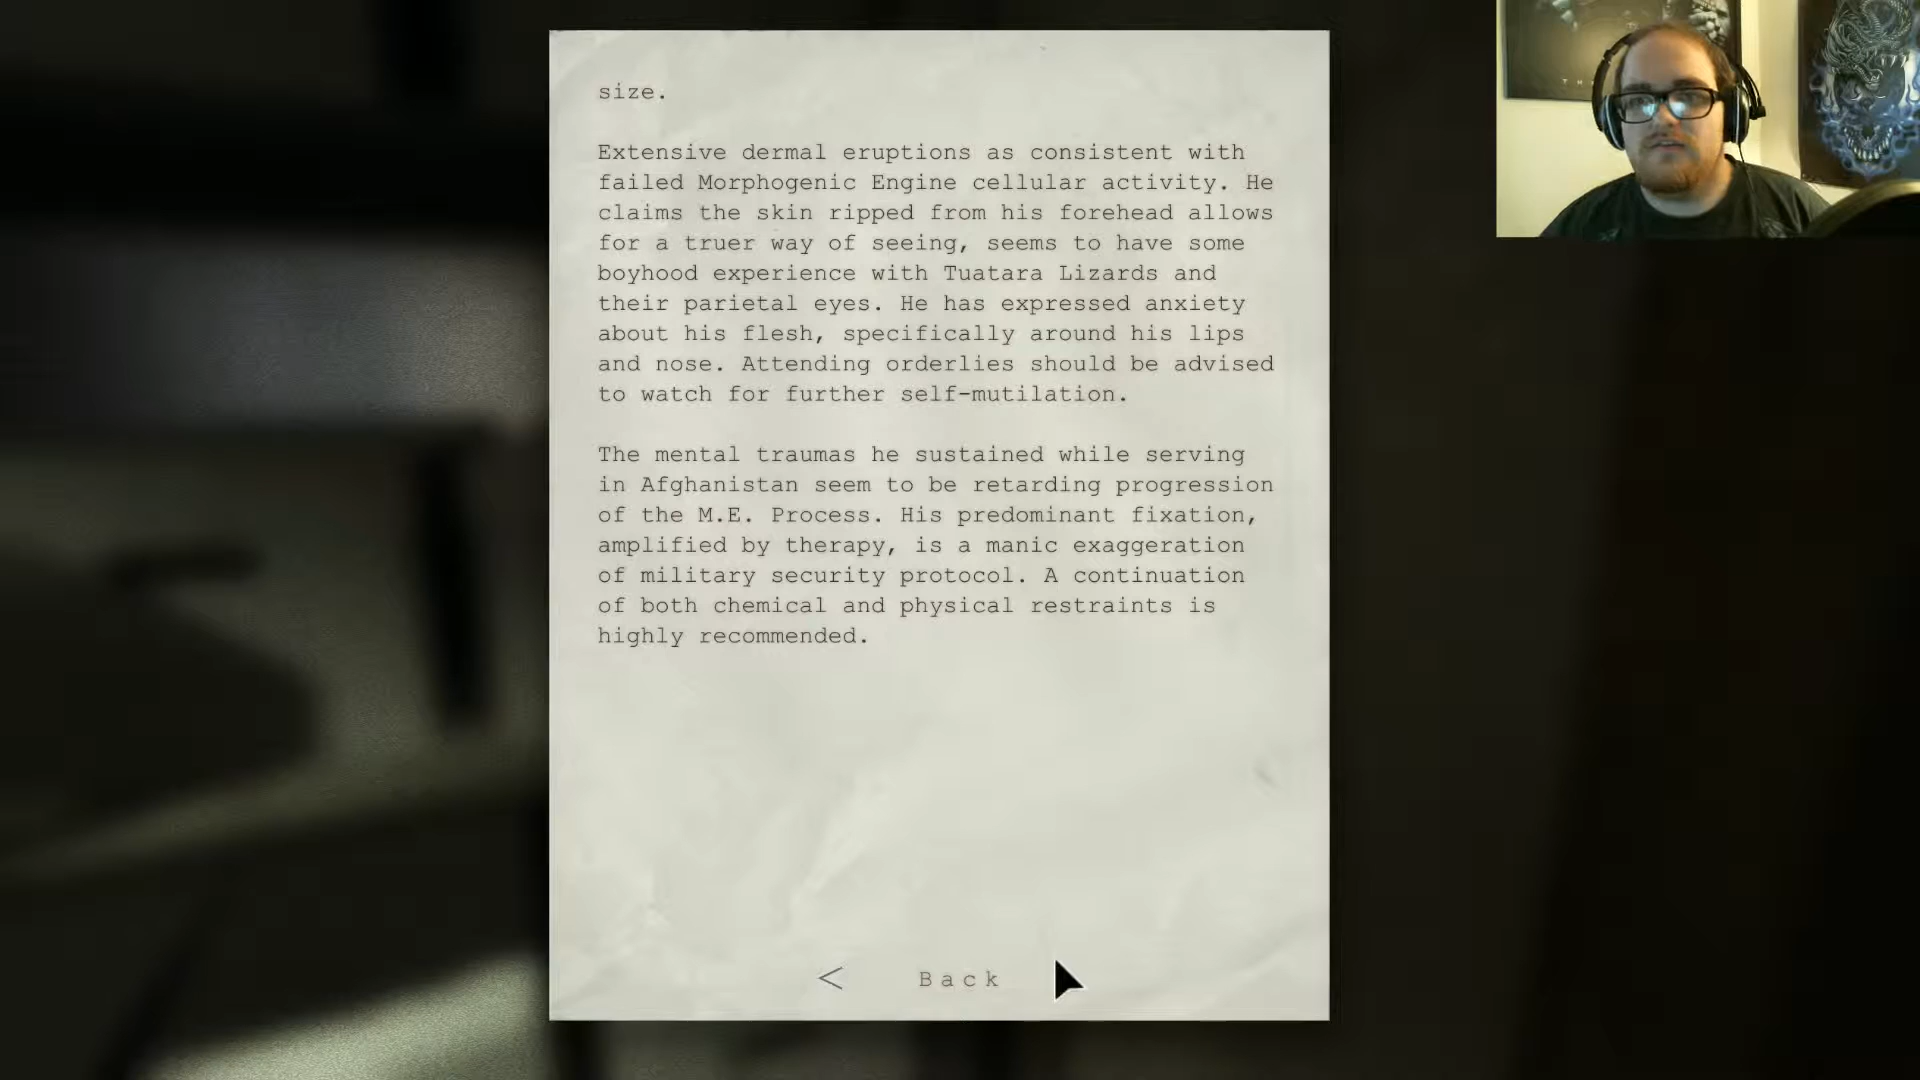 size.
Extensive dermal eruptions as consistent with
failed Morphogenic Engine cellular activity. He
claims the skin ripped from his forehead allows
for a truer way of seeing, seems to have some
boyhood experience with Tuatara Lizards and
their parietal eyes. He has expressed anxiety
about his flesh, specifically around his lips
and nose. Attending orderlies should be advised
to watch for further self-mutilation.
The mental traumas he sustained while serving
in Afghanistan seem to be retarding progression
of the M.E. Process. His predominant fixation,
amplified by therapy, is a manic exaggeration
of military security protocol. A continuation
of both chemical and physical restraints is
highly recommended.
< Back